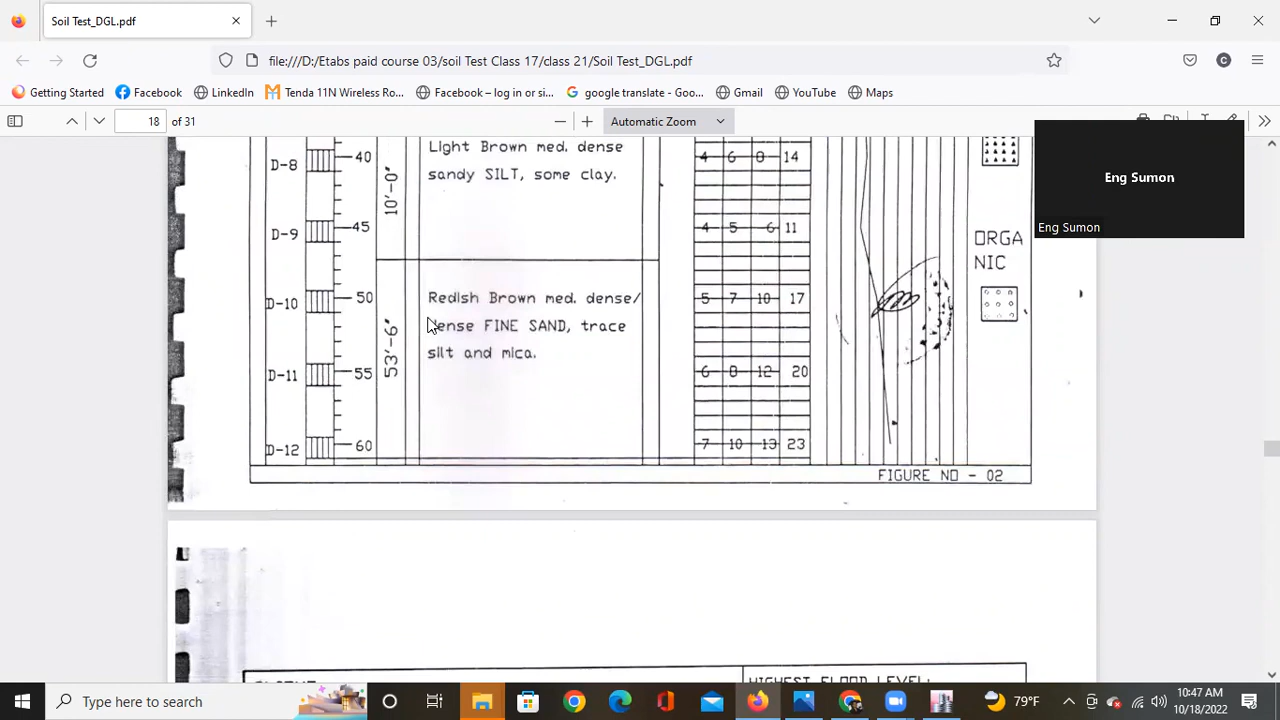 Soil Test_DGL.pdf
file:///D:/Etabs paid course 03/soil Test Class 17/class 21/Soil Test_DGL.pdf
Getting Started
Facebook
LinkedIn
Tenda 11N Wireless Ro...
Facebook – log in or si...
google translate - Goo...
Gmail
YouTube
Maps
18 of 31
Automatic Zoom
Eng Sumon
Eng Sumon
Light Brown med. dense
D-8 40 4 6 8 14
sandy SILT, some clay.
10'-0"
D-9 45 4 5 6 11
ORGA
NIC
D-10 50 Redish Brown med. dense/ 5 7 10 17
dense FINE SAND, trace
53'-6" silt and mica.
D-11 55 6 8 12 20
D-12 60 7 10 13 23
FIGURE NO - 02
HIGHEST FLOOD LEVEL:
Type here to search
79°F
10:47 AM
10/18/2022